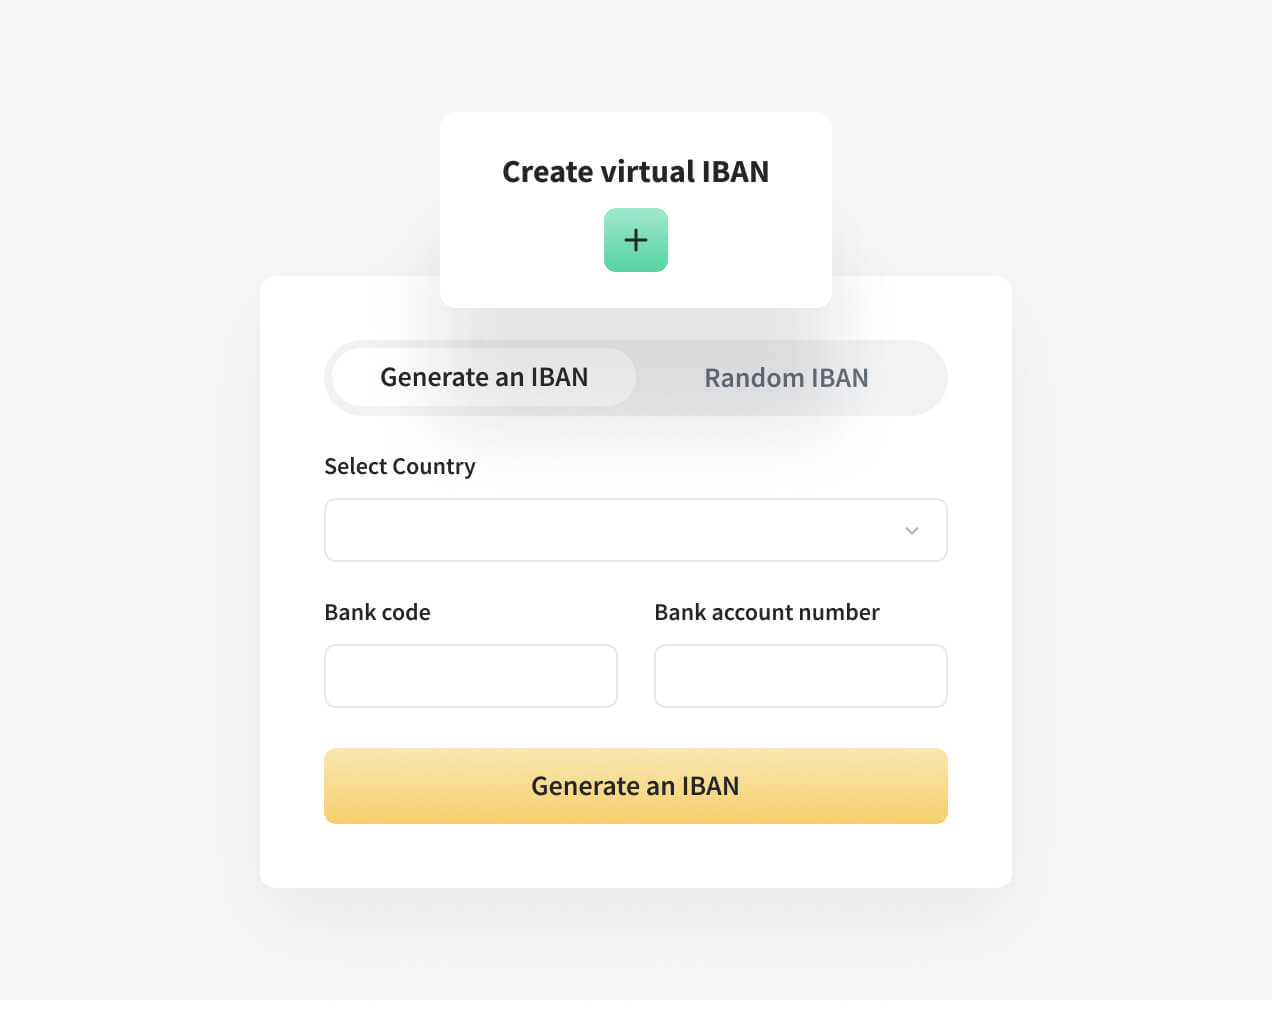 Create virtual IBAN
Generate an IBAN
Random IBAN
Select Country
Bank code
Bank account number
Generate an IBAN